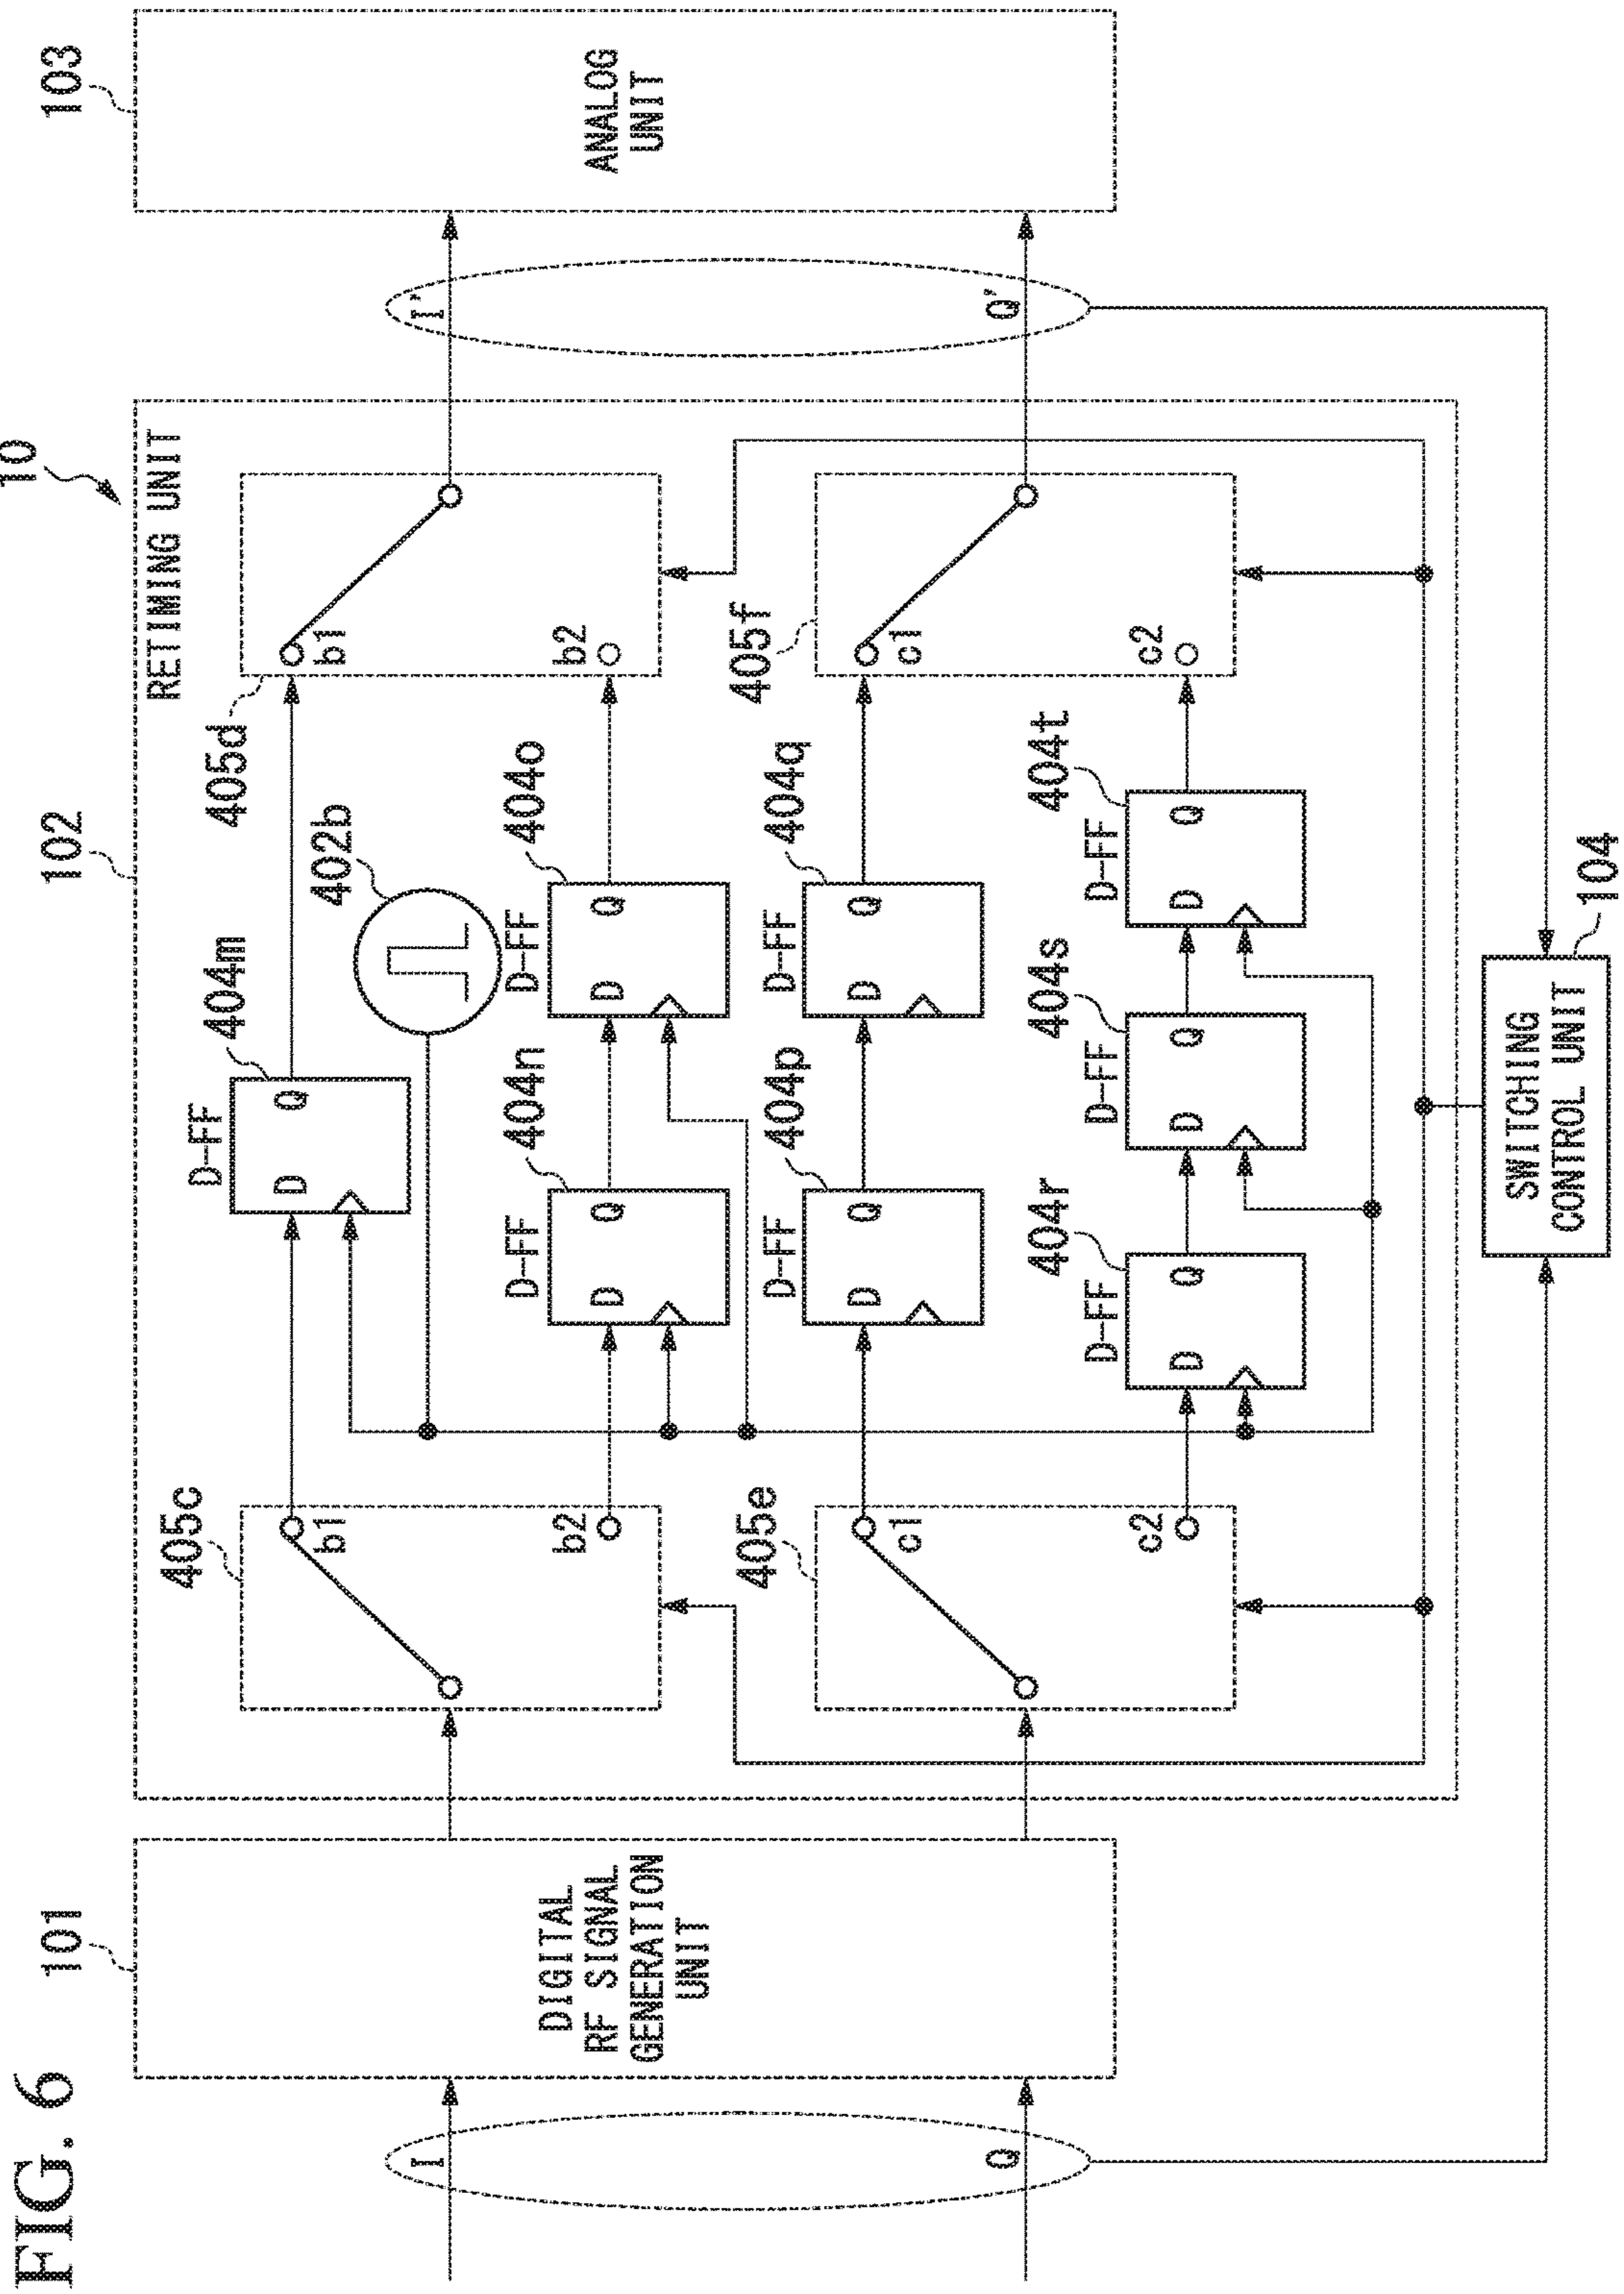 FIG. 6
10
101
102
103
DIGITAL
RF SIGNAL
GENERATION
UNIT
RETIMING UNIT
ANALOG
UNIT
I
Q
I'
Q'
405c
b1
b2
405e
c1
c2
D-FF
404m
D
Q
402b
D-FF
404n
D
Q
D-FF
404o
D
Q
D-FF
404p
D
Q
D-FF
404q
D
Q
D-FF
404r
D
Q
D-FF
404s
D
Q
D-FF
404t
D
Q
405d
b1
b2
405f
c1
c2
SWITCHING
CONTROL UNIT
104